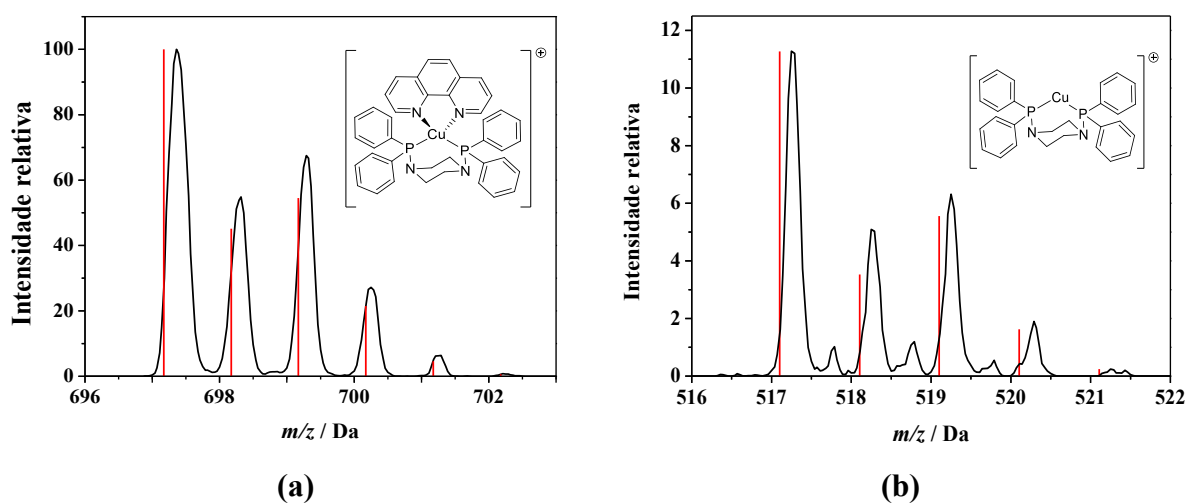 100
80
60
40
20
0
Intensidade relativa
696
698
700
702
m/z / Da
N
N
Cu
P
P
N
N
⊕
(a)
12
10
8
6
4
2
0
Intensidade relativa
516
517
518
519
520
521
522
m/z / Da
Cu
P
P
N
N
⊕
(b)